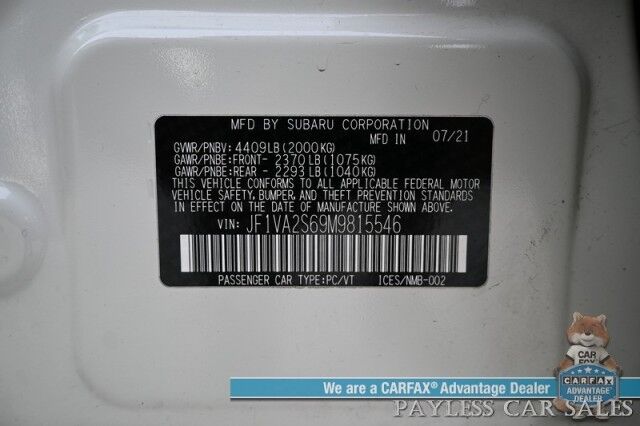 MFD BY SUBARU CORPORATION
MFD IN 07/21
GVWR/PNBV: 4409LB(2000KG)
GAWR/PNBE:FRONT- 2370 LB(1075KG)
GAWR/PNBE:REAR - 2293 LB(1040KG)
THIS VEHICLE CONFORMS TO ALL APPLICABLE FEDERAL MOTOR
VEHICLE SAFETY, BUMPER, AND THEFT PREVENTION STANDARDS
IN EFFECT ON THE DATE OF MANUFACTURE SHOWN ABOVE.
VIN: JF1VA2S69M9815546
PASSENGER CAR TYPE:PC/VT ICES/NMB-002
CAR
FOX
We are a CARFAX® Advantage Dealer
CARFAX
ADVANTAGE
DEALER
PAYLESS CAR SALES